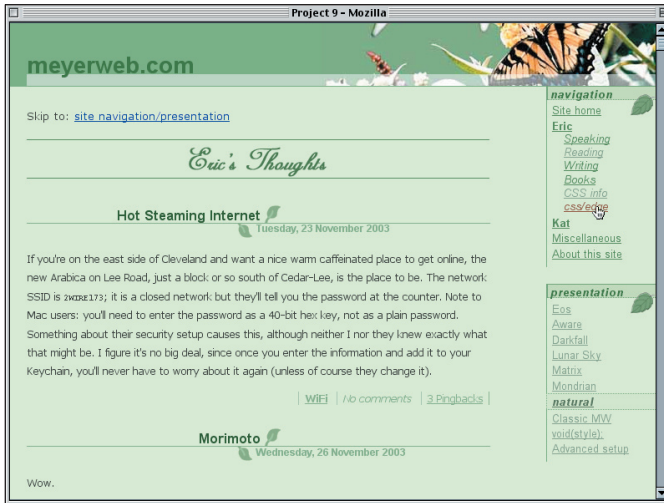 Project 9 – Mozilla
meyerweb.com
Skip to: site navigation/presentation
Eric's Thoughts
Hot Steaming Internet
Tuesday, 23 November 2003
If you're on the east side of Cleveland and want a nice warm caffeinated place to get online, the
new Arabica on Lee Road, just a block or so south of Cedar-Lee, is the place to be. The network
SSID is 2WIRE173; it is a closed network but they'll tell you the password at the counter. Note to
Mac users: you'll need to enter the password as a 40-bit hex key, not as a plain password.
Something about their security setup causes this, although neither I nor they knew exactly what
that might be. I figure it's no big deal, since once you enter the information and add it to your
Keychain, you'll never have to worry about it again (unless of course they change it).
WiFi | No comments | 3 Pingbacks
Morimoto
Wednesday, 26 November 2003
Wow.
navigation
Site home
Eric
Speaking
Reading
Writing
Books
CSS info
css/edge
Kat
Miscellaneous
About this site
presentation
Eos
Aware
Darkfall
Lunar Sky
Matrix
Mondrian
natural
Classic MW
void(style);
Advanced setup